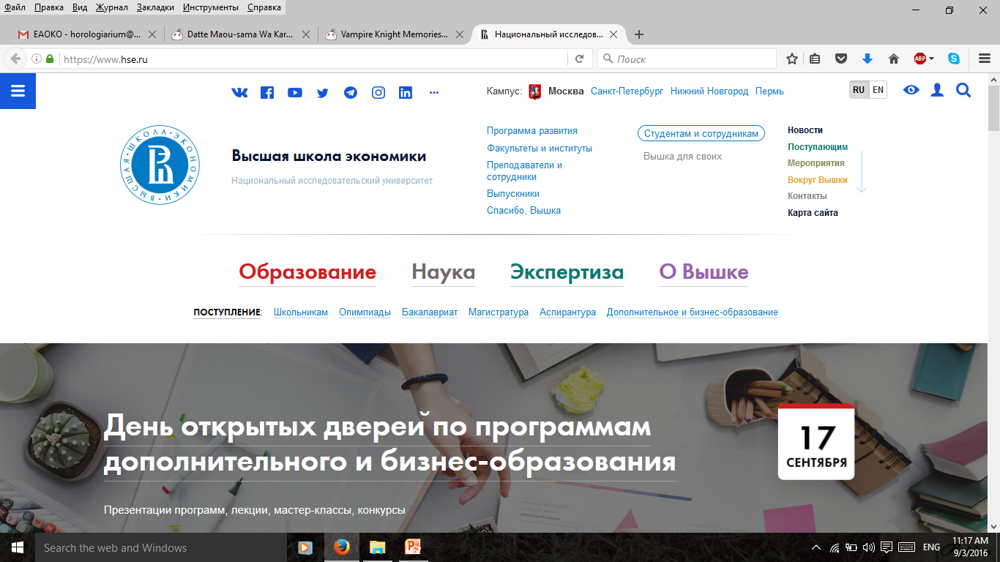 Файл Правка Вид Журнал Закладки Инструменты Справка
EAOKO - horologiarium@...
Datte Maou-sama Wa Kar...
Vampire Knight Memories...
Национальный исследов...
https://www.hse.ru
Поиск
ABP
Кампус: Москва Санкт-Петербург Нижний Новгород Пермь
RU EN
ВЫСШАЯ • ШКОЛА • ЭКОНОМИКИ
Высшая школа экономики
Национальный исследовательский университет
Программа развития
Факультеты и институты
Преподаватели и
сотрудники
Выпускники
Спасибо, Вышка
Студентам и сотрудникам
Вышка для своих
Новости
Поступающим
Мероприятия
Вокруг Вышки
Контакты
Карта сайта
Образование Наука Экспертиза О Вышке
ПОСТУПЛЕНИЕ: Школьникам Олимпиады Бакалавриат Магистратура Аспирантура Дополнительное и бизнес-образование
День открытых дверей по программам
дополнительного и бизнес-образования
17
СЕНТЯБРЯ
Презентации программ, лекции, мастер-классы, конкурсы
Search the web and Windows
ENG
11:17 AM
9/3/2016